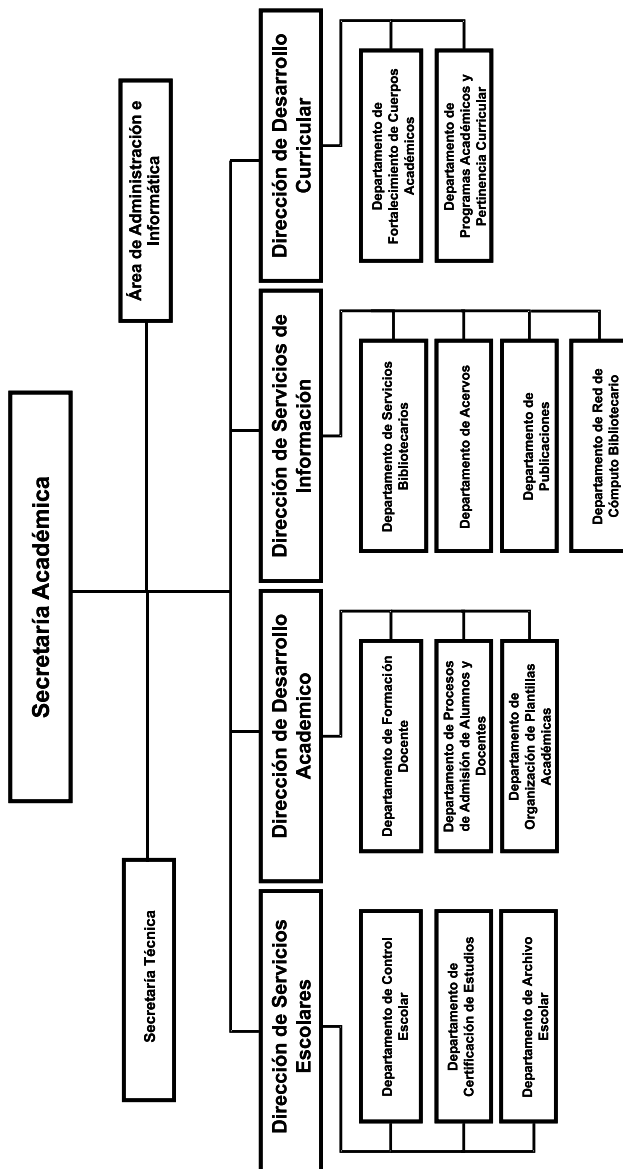 Secretaría Académica
Secretaría Técnica
Área de Administración e
Informática
Dirección de Servicios
Escolares
Departamento de Control
Escolar
Departamento de
Certificación de Estudios
Departamento de Archivo
Escolar
Dirección de Desarrollo
Academico
Departamento de Formación
Docente
Departamento de Procesos
de Admisión de Alumnos y
Docentes
Departamento de
Organización de Plantillas
Académicas
Dirección de Servicios de
Información
Departamento de Servicios
Bibliotecarios
Departamento de Acervos
Departamento de
Publicaciones
Departamento de Red de
Cómputo Bibliotecario
Dirección de Desarrollo
Curricular
Departamento de
Fortalecimiento de Cuerpos
Académicos
Departamento de
Programas Académicos y
Pertinencia Curricular